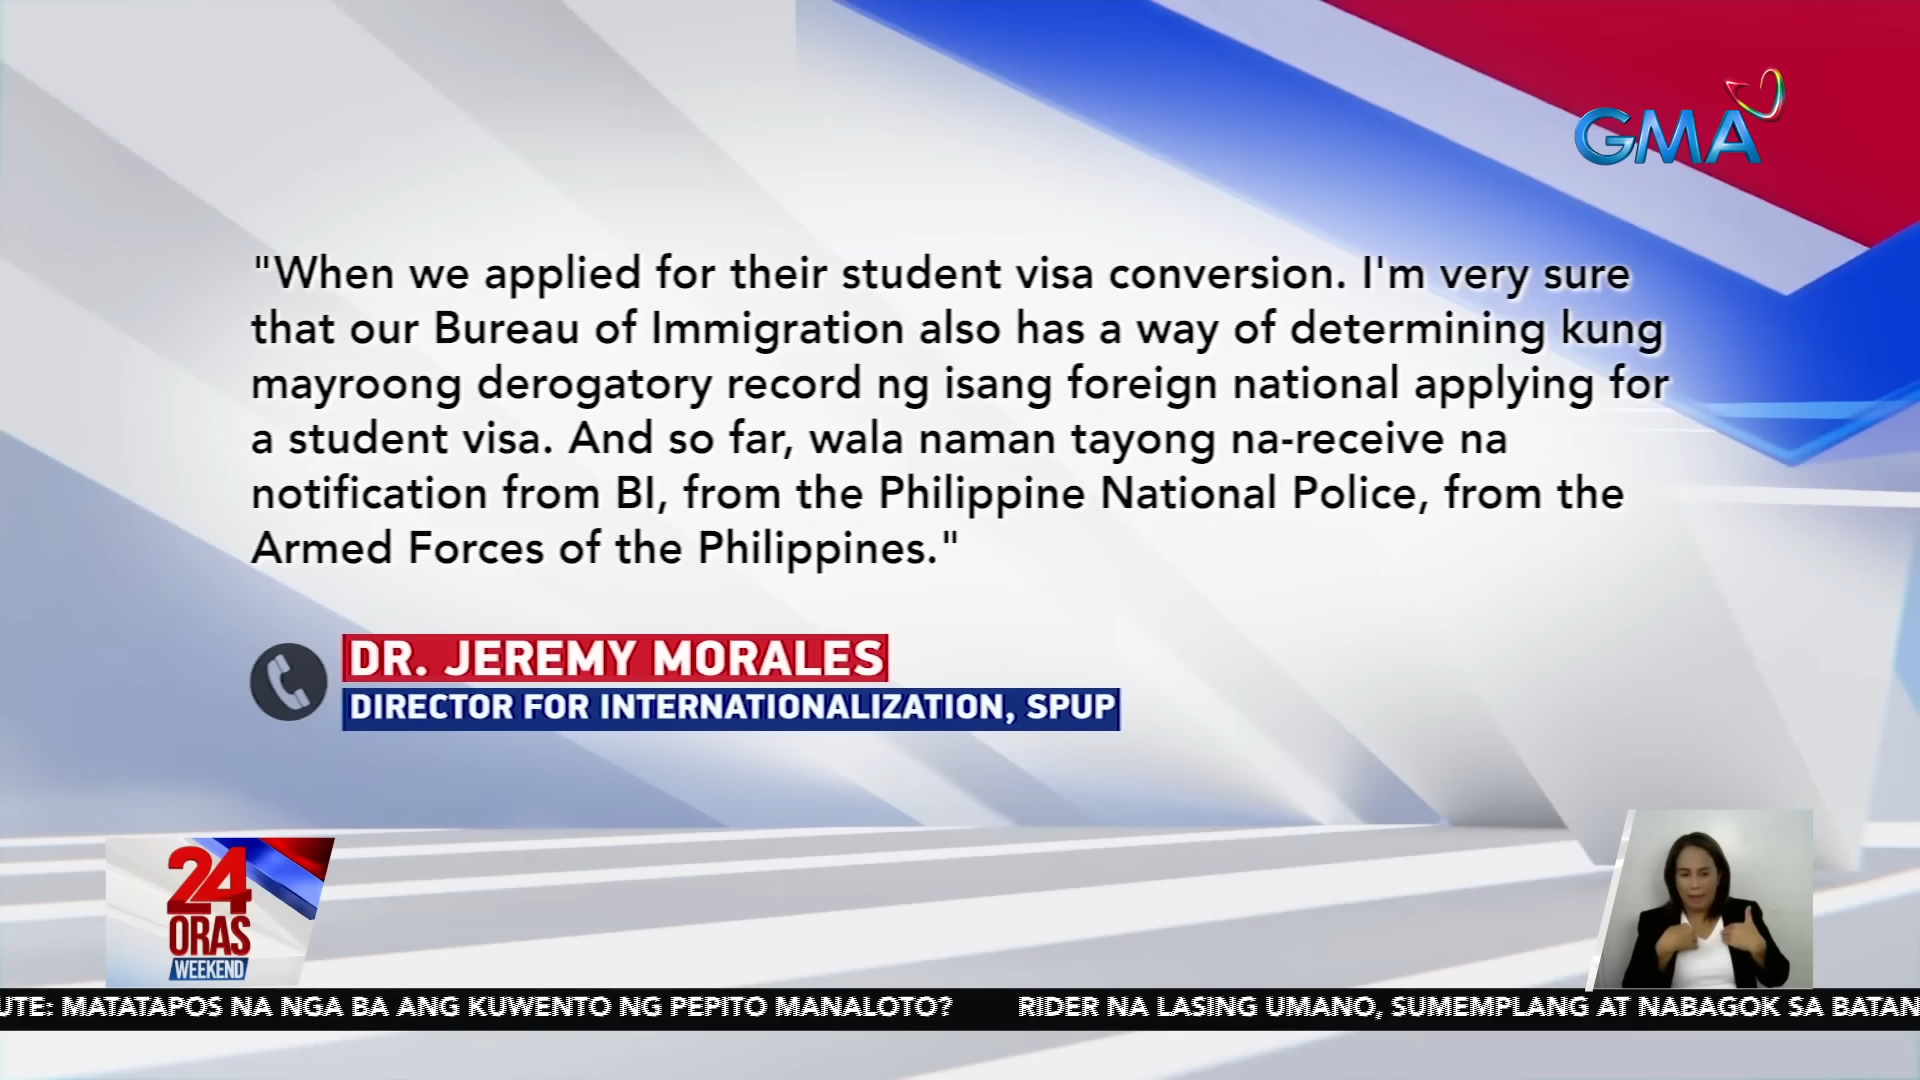 GMA
"When we applied for their student visa conversion. I'm very sure
that our Bureau of Immigration also has a way of determining kung
mayroong derogatory record ng isang foreign national applying for
a student visa. And so far, wala naman tayong na-receive na
notification from BI, from the Philippine National Police, from the
Armed Forces of the Philippines."
DR. JEREMY MORALES
DIRECTOR FOR INTERNATIONALIZATION, SPUP
24
ORAS
WEEKEND
UTE: MATATAPOS NA NGA BA ANG KUWENTO NG PEPITO MANALOTO? RIDER NA LASING UMANO, SUMEMPLANG AT NABAGOK SA BATAN